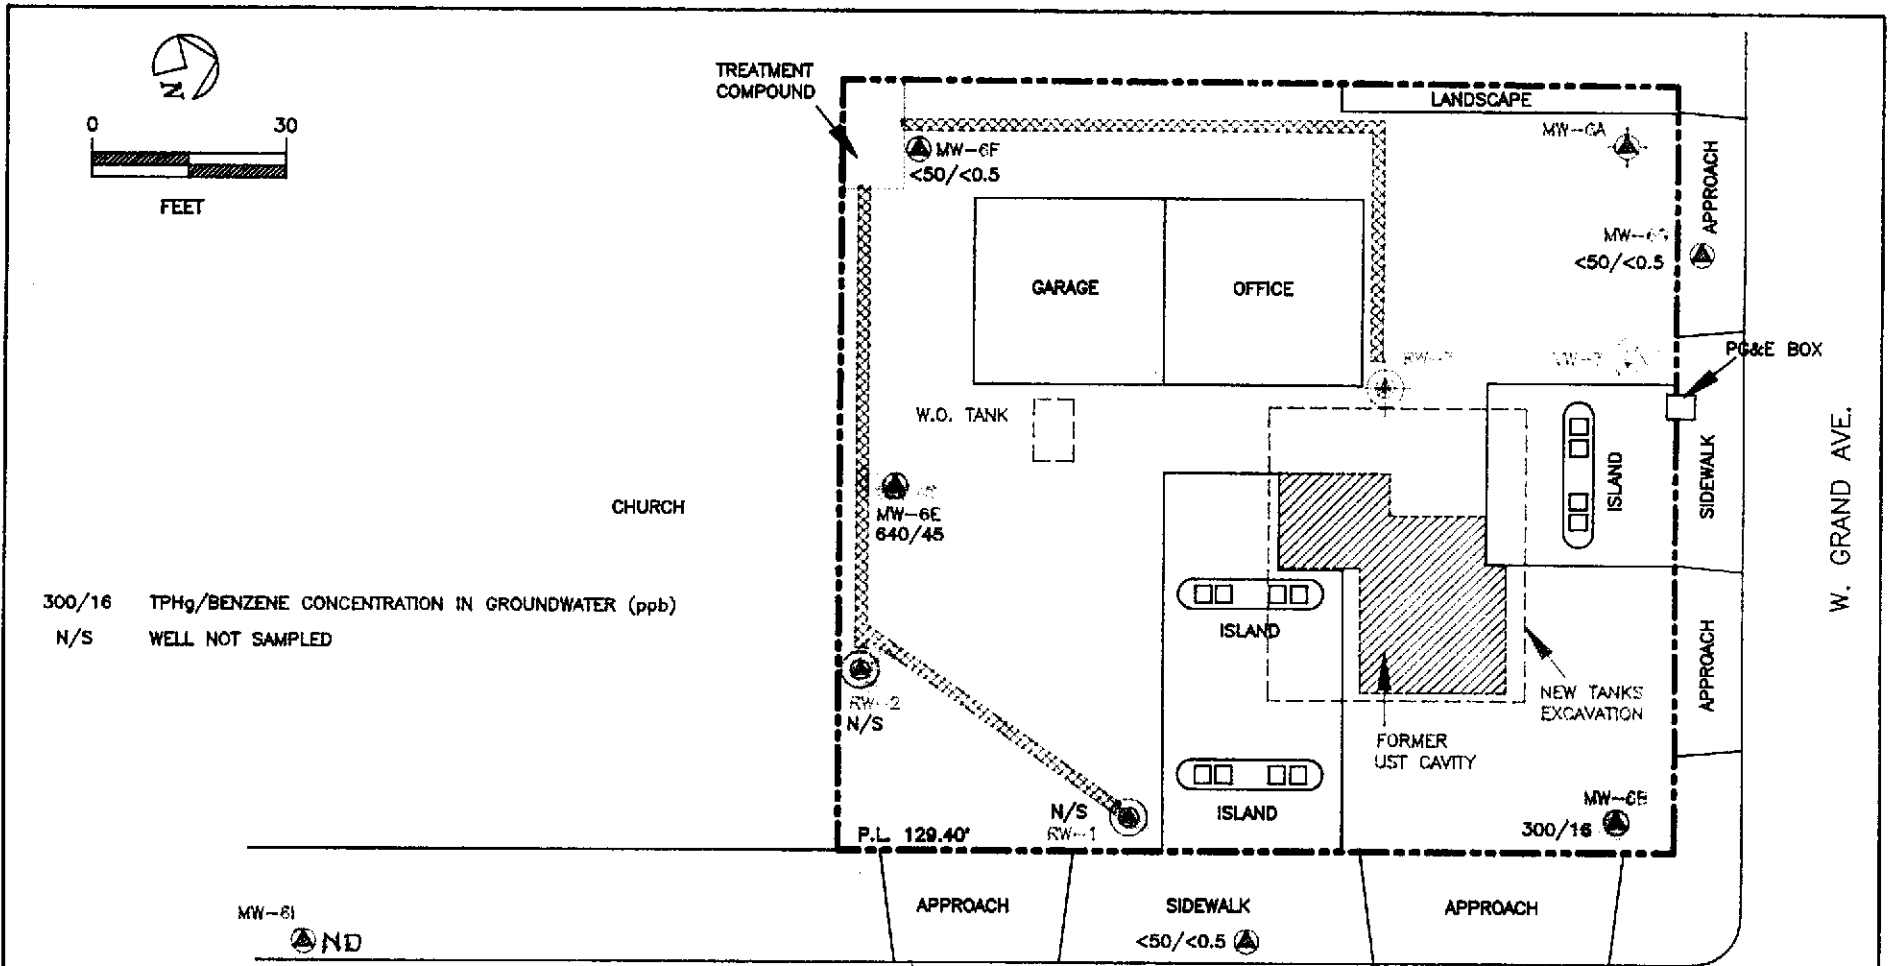 N
0 30
FEET
TREATMENT
COMPOUND
LANDSCAPE
MW-6A
MW-6F
<50/<0.5
APPROACH
MW-6G
<50/<0.5
GARAGE
OFFICE
PG&E BOX
W.O. TANK
W. GRAND AVE.
SIDEWALK
ISLAND
CHURCH
MW-6E
640/45
300/16 TPHg/BENZENE CONCENTRATION IN GROUNDWATER (ppb)
N/S WELL NOT SAMPLED
ISLAND
APPROACH
RW-2
N/S
NEW TANKS
EXCAVATION
FORMER
UST CAVITY
N/S
RW-1
ISLAND
MW-6B
300/16
P.L. 129.40'
MW-6I
ND
APPROACH
SIDEWALK
APPROACH
<50/<0.5